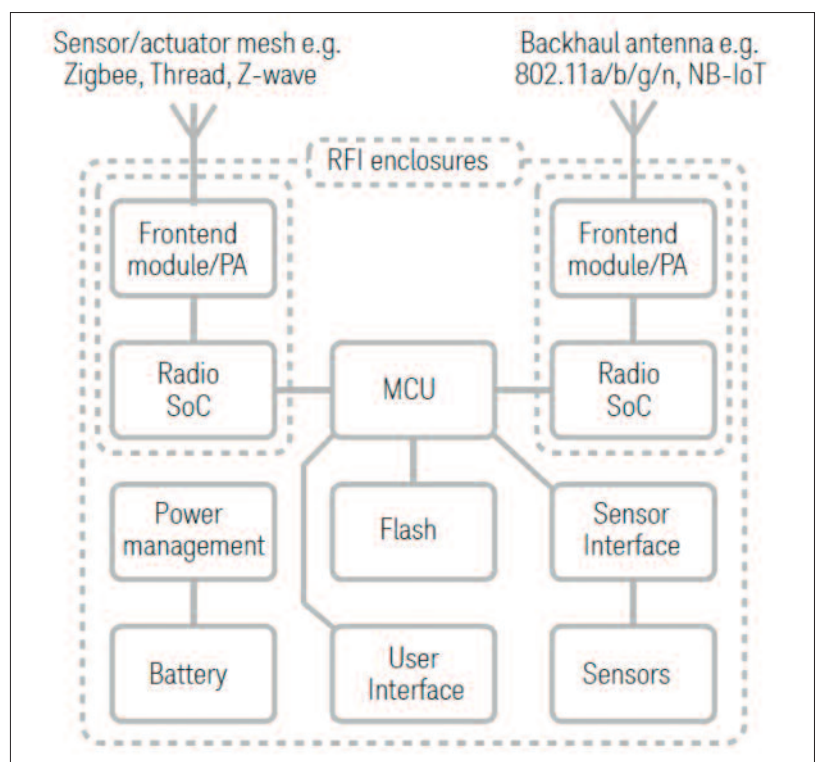 Sensor/actuator mesh e.g.
Zigbee, Thread, Z-wave
Backhaul antenna e.g.
802.11a/b/g/n, NB-IoT
RFI enclosures
Frontend
module/PA
Frontend
module/PA
Radio
SoC
MCU
Radio
SoC
Power
management
Flash
Sensor
Interface
Battery
User
Interface
Sensors